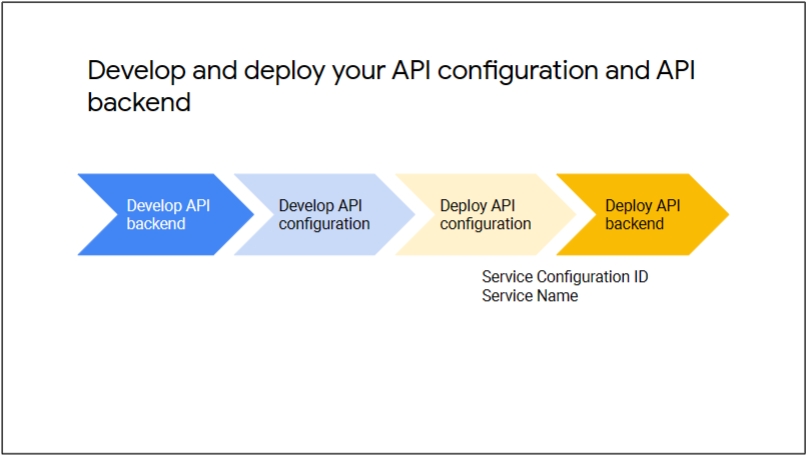 Develop and deploy your API configuration and API
backend
Develop API
backend
Develop API
configuration
Deploy API
configuration
Deploy API
backend
Service Configuration ID
Service Name